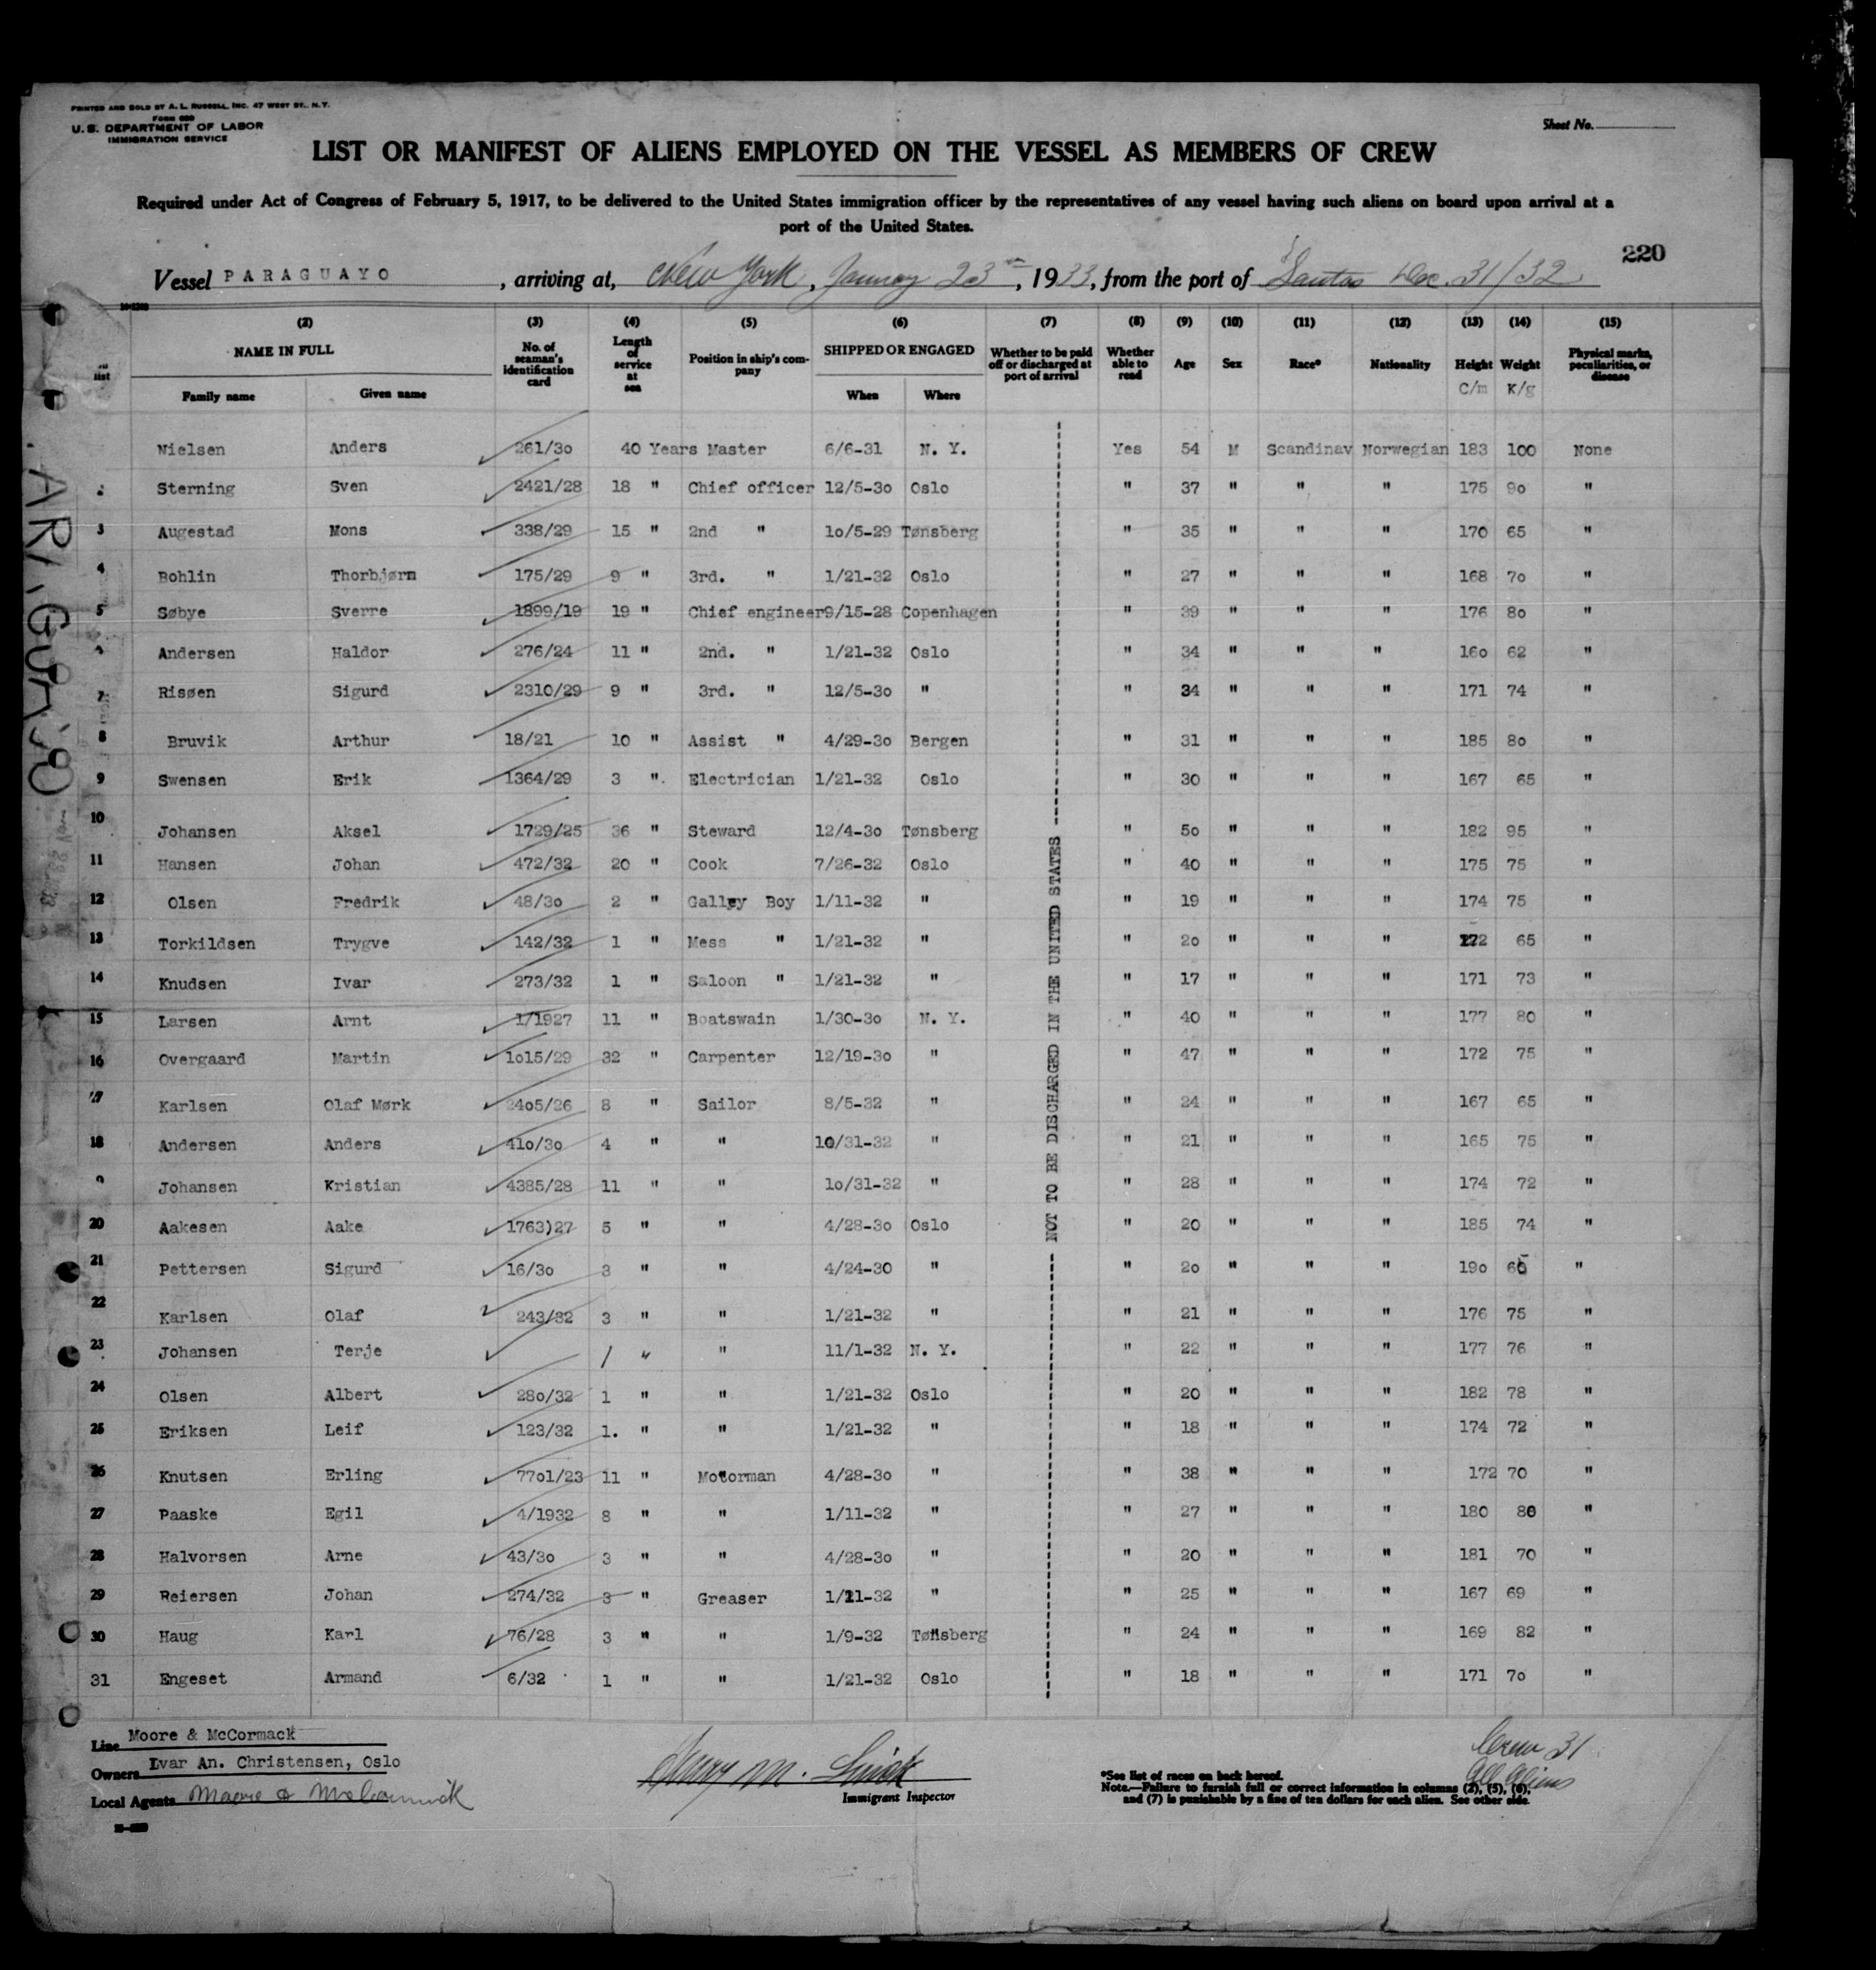 PRINTED AND SOLD BY A. L. RUSSELL, INC. 47 WEST ST., N. Y.
U. S. DEPARTMENT OF LABOR
IMMIGRATION SERVICE
Sheet No.
LIST OR MANIFEST OF ALIENS EMPLOYED ON THE VESSEL AS MEMBERS OF CREW
Required under Act of Congress of February 5, 1917, to be delivered to the United States immigration officer by the representatives of any vessel having such aliens on board upon arrival at a
port of the United States.
220
Vessel PARAGUAYO, arriving at, New York, January 23, 1933, from the port of Santos Dec. 31/32
(2) (3) (4) (5) (6) (7) (8) (9) (10) (11) (12) (13) (14) (15)
list NAME IN FULL Family name Given name No. of seaman's identification card Length of service at sea Position in ship's company SHIPPED OR ENGAGED When Where Whether to be paid off or discharged at port of arrival Whether able to read Age Sex Race* Nationality Height C/m Weight K/g Physical marks, peculiarities, or disease
Nielsen Anders 261/30 40 Years Master 6/6-31 N. Y. Yes 54 M Scandinav Norwegian 183 100 None
Sterning Sven 2421/28 18 " Chief officer 12/5-30 Oslo " 37 " " " 175 90 "
3 Augestad Mons 338/29 15 " 2nd " 10/5-29 Tønsberg " 35 " " " 170 65 "
4 Bohlin Thorbjørn 175/29 9 " 3rd. " 1/21-32 Oslo " 27 " " " 168 70 "
5 Søbye Sverre 1899/19 19 " Chief engineer 9/15-28 Copenhagen " 39 " " " 176 80 "
Andersen Haldor 276/24 11 " 2nd. " 1/21-32 Oslo " 34 " " " 160 62 "
7 Risøen Sigurd 2310/29 9 " 3rd. " 12/5-30 " " 34 " " " 171 74 "
8 Bruvik Arthur 18/21 10 " Assist " 4/29-30 Bergen " 31 " " " 185 80 "
9 Swensen Erik 1364/29 3 " Electrician 1/21-32 Oslo " 30 " " " 167 65 "
10 Johansen Aksel 1729/25 36 " Steward 12/4-30 Tønsberg " 50 " " " 182 95 "
11 Hansen Johan 472/32 20 " Cook 7/26-32 Oslo " 40 " " " 175 75 "
12 Olsen Fredrik 48/30 2 " Galley Boy 1/11-32 " " 19 " " " 174 75 "
13 Torkildsen Trygve 142/32 1 " Mess " 1/21-32 " " 20 " " " 172 65 "
14 Knudsen Ivar 273/32 1 " Saloon " 1/21-32 " " 17 " " " 171 73 "
15 Larsen Arnt 1/1927 11 " Boatswain 1/30-30 N. Y. " 40 " " " 177 80 "
16 Overgaard Martin 1015/29 32 " Carpenter 12/19-30 " " 47 " " " 172 75 "
17 Karlsen Olaf Mørk 2405/26 8 " Sailor 8/5-32 " " 24 " " " 167 65 "
18 Andersen Anders 410/30 4 " " 10/31-32 " " 21 " " " 165 75 "
9 Johansen Kristian 4385/28 11 " " 10/31-32 " " 28 " " " 174 72 "
20 Aakesen Aake 1763)27 5 " " 4/28-30 Oslo " 20 " " " 185 74 "
21 Pettersen Sigurd 16/30 3 " " 4/24-30 " " 20 " " " 190 "
22 Karlsen Olaf 243/32 3 " " 1/21-32 " " 21 " " " 176 75 "
23 Johansen Terje 1 " " 11/1-32 N. Y. " 22 " " " 177 76 "
24 Olsen Albert 280/32 1 " " 1/21-32 Oslo " 20 " " " 182 78 "
25 Eriksen Leif 123/32 1. " " 1/21-32 " " 18 " " " 174 72 "
26 Knutsen Erling 7701/23 11 " Motorman 4/28-30 " " 38 " " " 172 70 "
27 Paaske Egil 4/1932 8 " " 1/11-32 " " 27 " " " 180 80 "
28 Halvorsen Arne 43/30 3 " " 4/28-30 " " 20 " " " 181 70 "
29 Reiersen Johan 274/32 3 " Greaser 1/21-32 " " 25 " " " 167 69 "
30 Haug Karl 76/28 3 " " 1/9-32 Tønsberg " 24 " " " 169 82 "
31 Engeset Armand 6/32 1 " " 1/21-32 Oslo " 18 " " " 171 70 "
NOT TO BE DISCHARGED IN THE UNITED STATES
Line Moore & McCormack
Owners Ivar An. Christensen, Oslo
Local Agents Moore & McCormick
Immigrant Inspector
Crew 31
All Aliens
*See list of races on back hereof.
Note.—Failure to furnish full or correct information in columns (2), (5), (6),
and (7) is punishable by a fine of ten dollars for each alien. See other side.